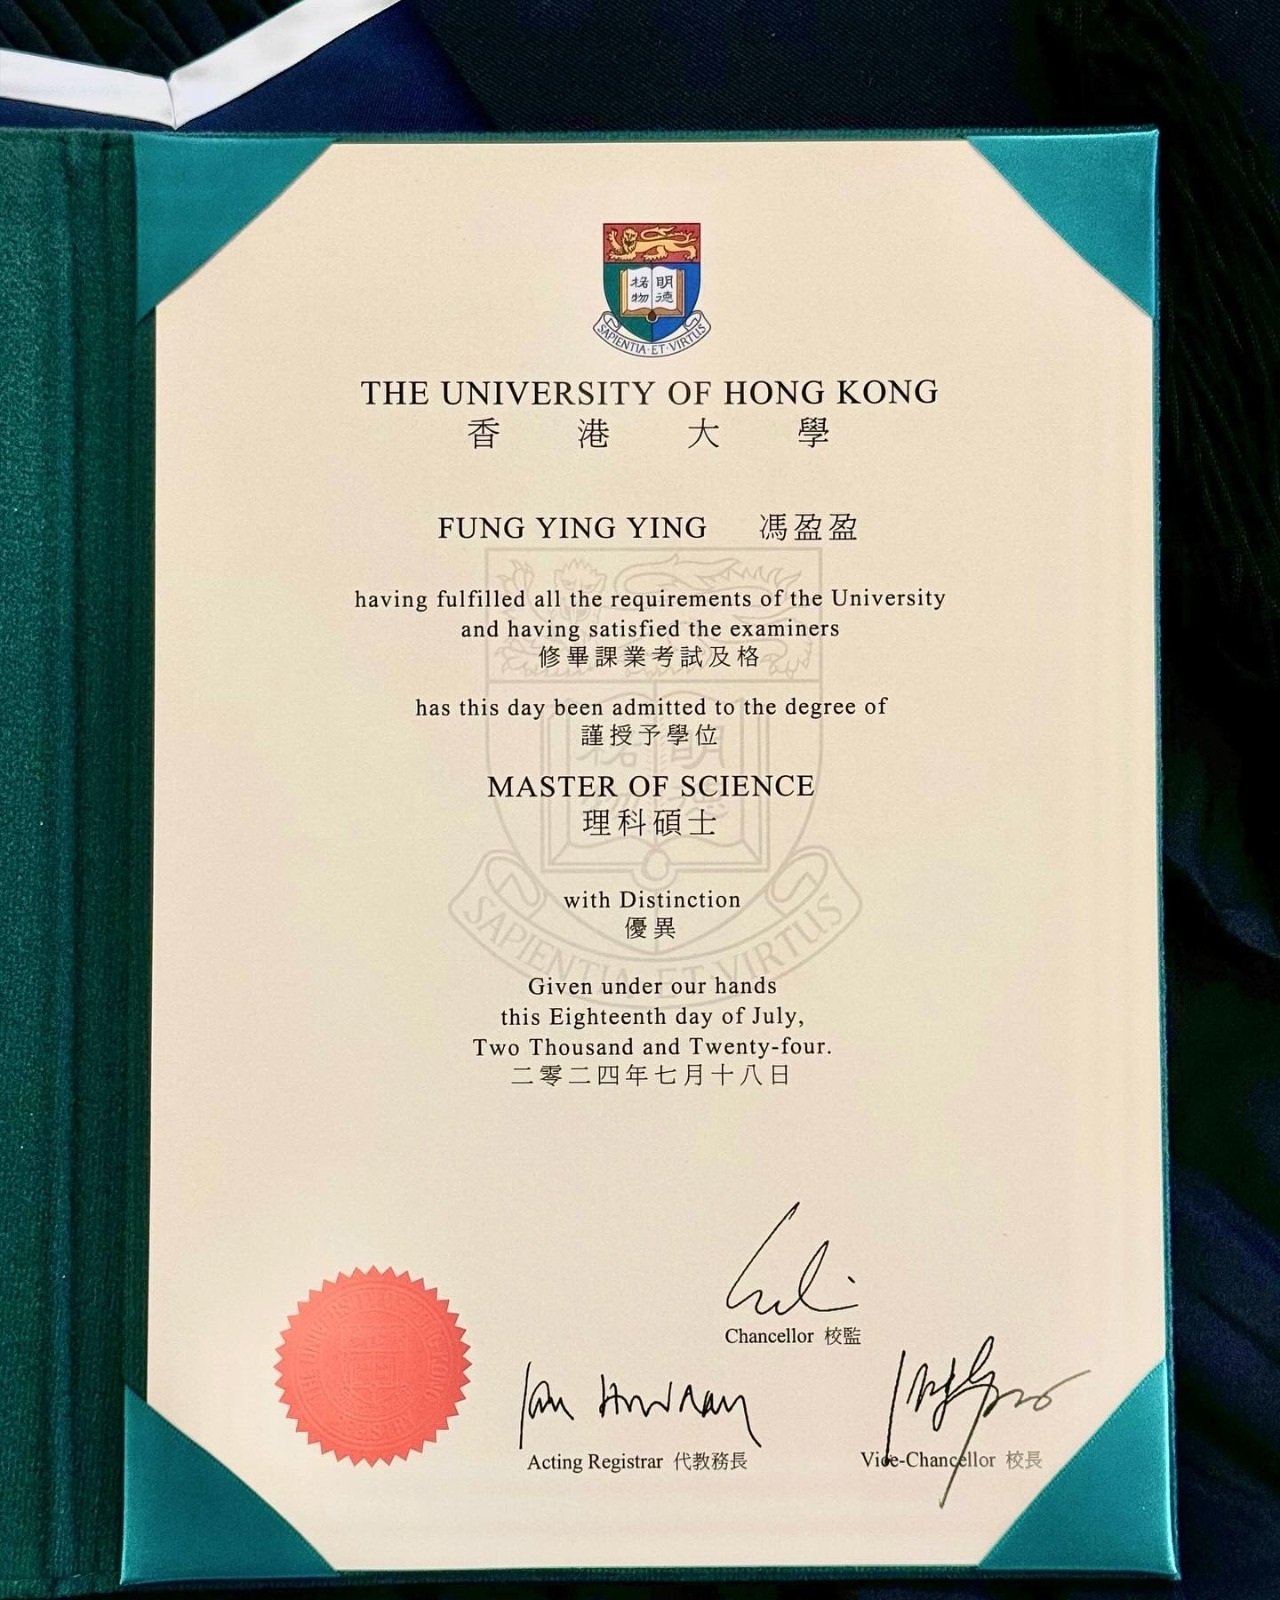 格物
明德
SAPIENTIA·ET·VIRTUS
THE UNIVERSITY OF HONG KONG
香港大學
FUNG YING YING 馮盈盈
having fulfilled all the requirements of the University
and having satisfied the examiners
修畢課業考試及格
has this day been admitted to the degree of
謹授予學位
MASTER OF SCIENCE
理科碩士
with Distinction
優異
SAPIENTIA·ET·VIRTUS
Given under our hands
this Eighteenth day of July,
Two Thousand and Twenty-four.
二零二四年七月十八日
Chancellor 校監
Acting Registrar 代教務長
Vice-Chancellor 校長